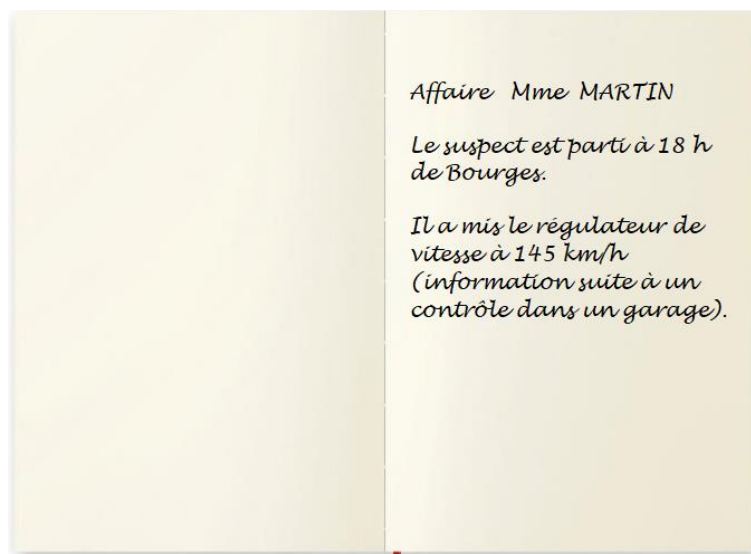 Affaire Mme MARTIN
Le suspect est parti à 18 h
de Bourges.
Il a mis le régulateur de
vitesse à 145 km/h
(information suite à un
contrôle dans un garage).